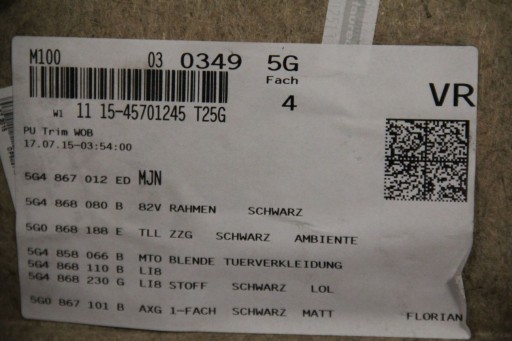 M100 03 0349 5G
Fach
4
VR
W1 11 15-45701245 T25G
PU Trim WOB
17.07.15-03:54:00
5G4 867 012 ED MJN
5G4 868 080 B 82V RAHMEN SCHWARZ
5G0 868 188 E TLL ZZG SCHWARZ AMBIENTE
5G4 858 066 B MTO BLENDE TUERVERKLEIDUNG
5G4 868 110 B LI8
5G4 868 230 G LI8 STOFF SCHWARZ LOL
5G0 867 101 B AXG 1-FACH SCHWARZ MATT FLORIAN